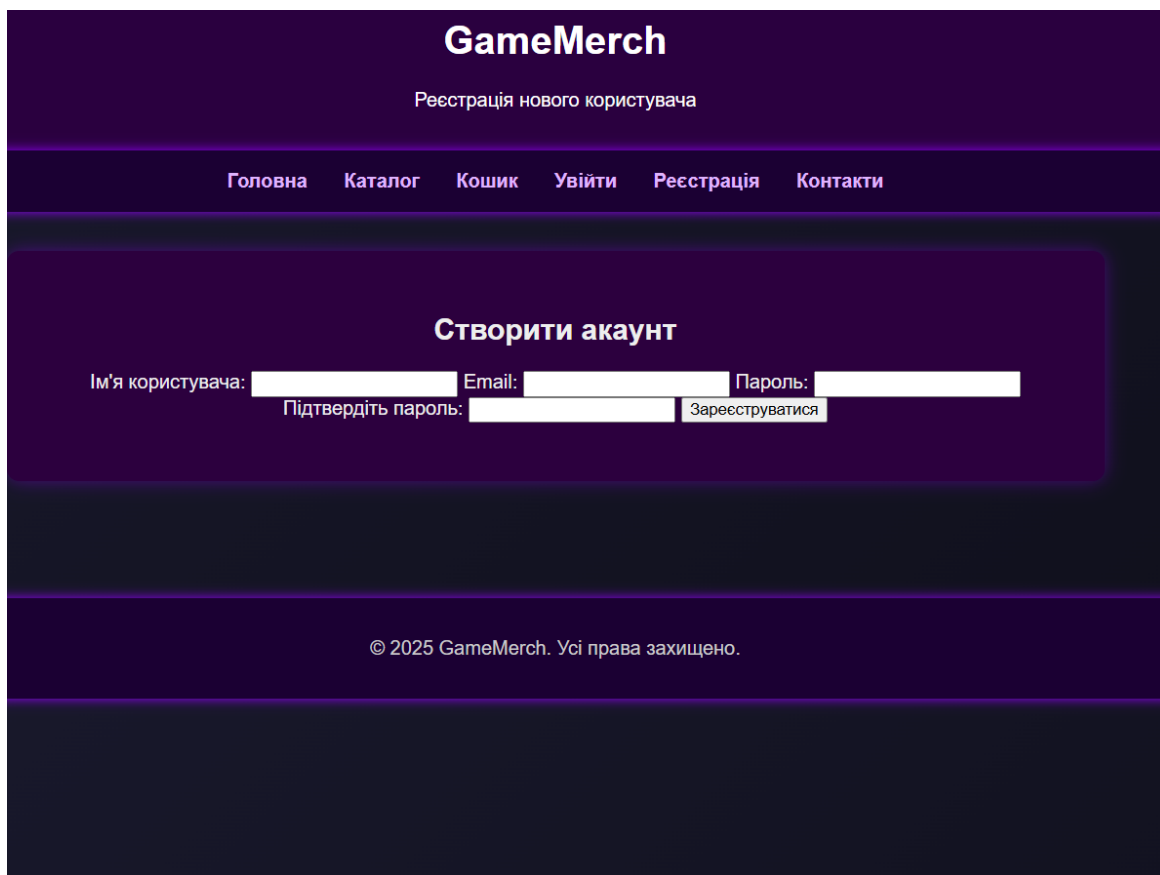 GameMerch
Реєстрація нового користувача
Головна Каталог Кошик Увійти Реєстрація Контакти
Створити акаунт
Ім'я користувача: Email: Пароль:
Підтвердіть пароль: Зареєструватися
© 2025 GameMerch. Усі права захищено.